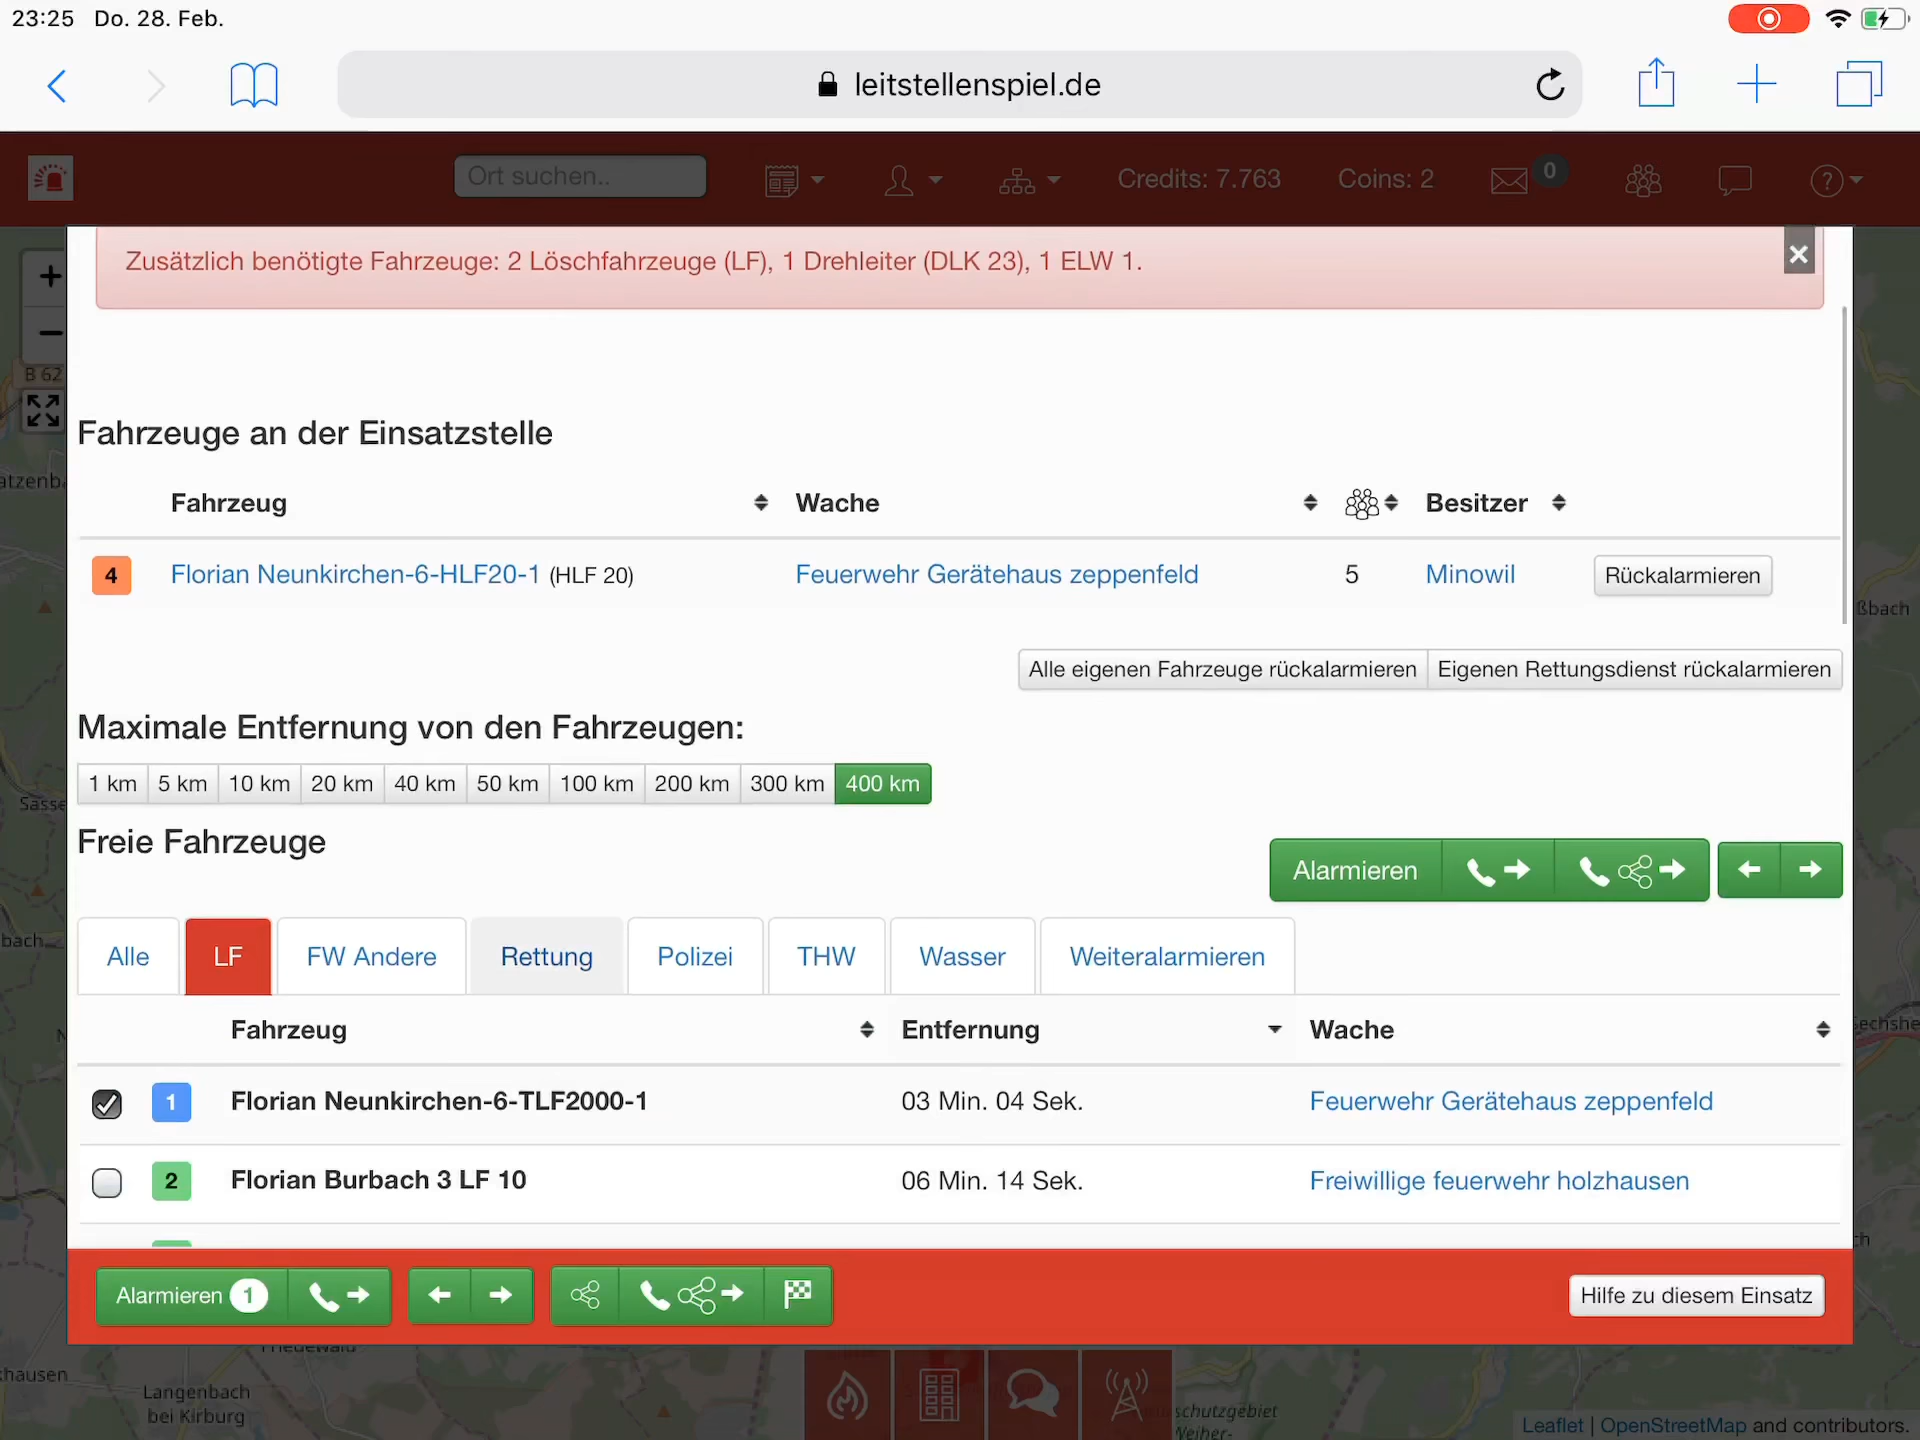 23:25 Do. 28. Feb.
leitstellenspiel.de
Ort suchen..
Credits: 7.763
Coins: 2
0
?
Zusätzlich benötigte Fahrzeuge: 2 Löschfahrzeuge (LF), 1 Drehleiter (DLK 23), 1 ELW 1.
B 62
Fahrzeuge an der Einsatzstelle
Fahrzeug Wache Besitzer
4 Florian Neunkirchen-6-HLF20-1 (HLF 20) Feuerwehr Gerätehaus zeppenfeld 5 Minowil Rückalarmieren
ßbach
Alle eigenen Fahrzeuge rückalarmieren Eigenen Rettungsdienst rückalarmieren
Maximale Entfernung von den Fahrzeugen:
1 km 5 km 10 km 20 km 40 km 50 km 100 km 200 km 300 km 400 km
Freie Fahrzeuge
Alarmieren
bach
Alle LF FW Andere Rettung Polizei THW Wasser Weiteralarmieren
Fahrzeug Entfernung Wache
1 Florian Neunkirchen-6-TLF2000-1 03 Min. 04 Sek. Feuerwehr Gerätehaus zeppenfeld
2 Florian Burbach 3 LF 10 06 Min. 14 Sek. Freiwillige feuerwehr holzhausen
Alarmieren 1
Hilfe zu diesem Einsatz
hausen
Langenbach
bei Kirburg
schutzgebiet
Weiher-
Leaflet | OpenStreetMap and contributors.